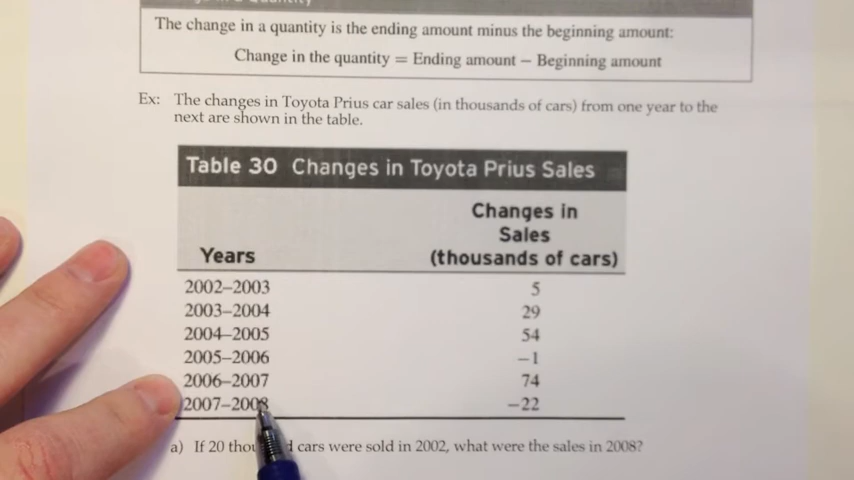 The change in a quantity is the ending amount minus the beginning amount:
Change in the quantity = Ending amount − Beginning amount
Ex: The changes in Toyota Prius car sales (in thousands of cars) from one year to the
next are shown in the table.
Table 30 Changes in Toyota Prius Sales
Changes in
Sales
Years (thousands of cars)
2002–2003 5
2003–2004 29
2004–2005 54
2005–2006 −1
2006–2007 74
2007–2008 −22
a) If 20 cars were sold in 2002, what were the sales in 2008?